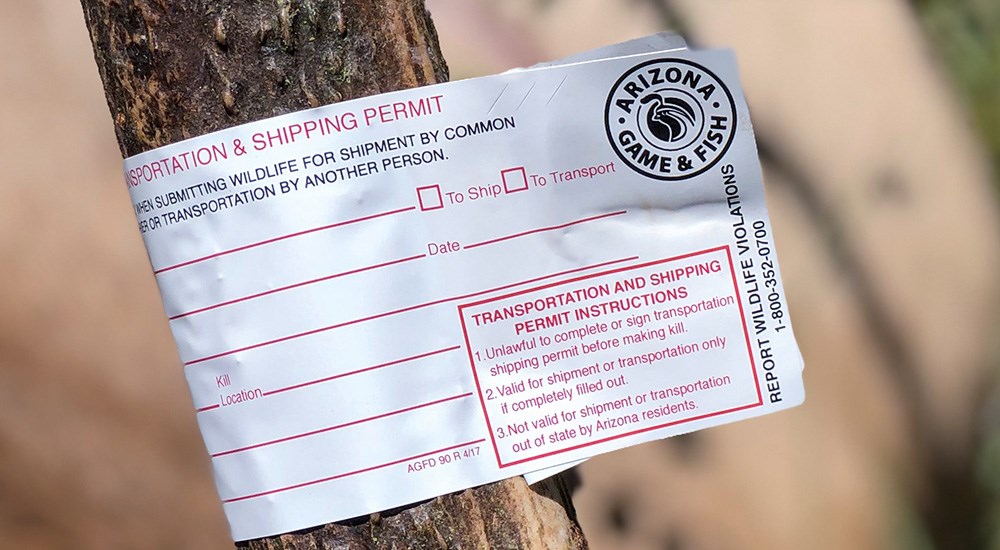 NSPORTATION & SHIPPING PERMIT
WHEN SUBMITTING WILDLIFE FOR SHIPMENT BY COMMON
OR TRANSPORTATION BY ANOTHER PERSON.
To Ship To Transport
Date
Kill
Location
AGFD 90 R 4/17
ARIZONA
GAME & FISH
TRANSPORTATION AND SHIPPING
PERMIT INSTRUCTIONS
1.Unlawful to complete or sign transportation
shipping permit before making kill.
2.Valid for shipment or transportation only
if completely filled out.
3.Not valid for shipment or transportation
out of state by Arizona residents.
REPORT WILDLIFE VIOLATIONS
1-800-352-0700